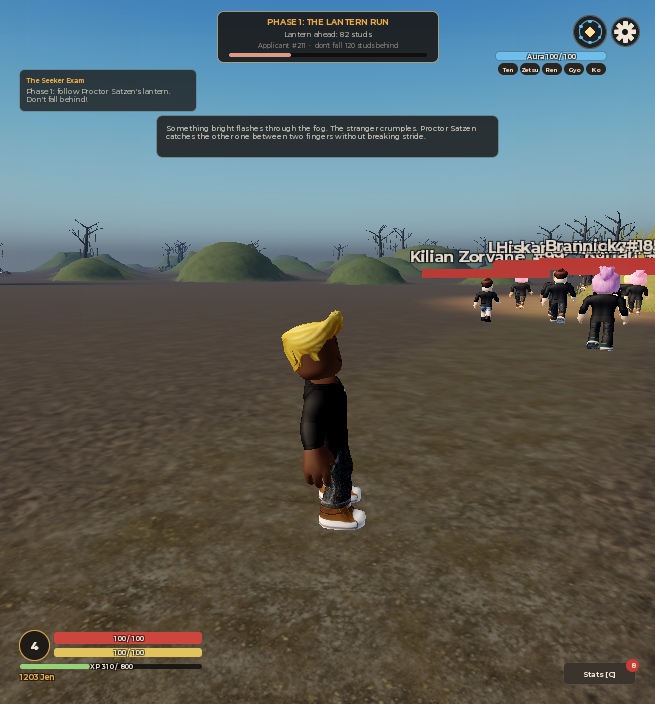 PHASE 1: THE LANTERN RUN
Lantern ahead: 82 studs
Applicant #211 · don't fall 120 studs behind
Aura 100/100
Ten Zetsu Ren Gyo Ko
The Seeker Exam
Phase 1: follow Proctor Satzen's lantern.
Don't fall behind!
Something bright flashes through the fog. The stranger crumples. Proctor Satzen
catches the other one between two fingers without breaking stride.
Kilian Zorvane
4
100/100
100/100
XP 310 / 800
1203 Jen
8
Stats [C]